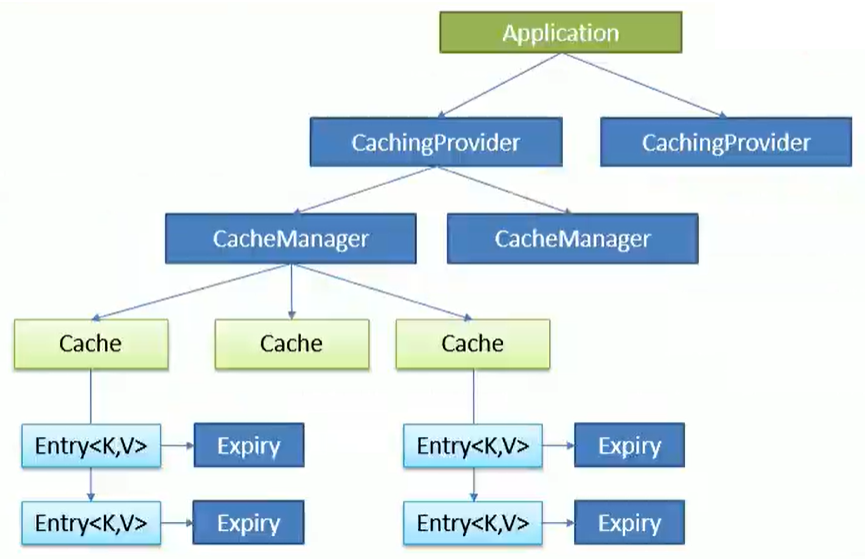 Application
CachingProvider
CachingProvider
CacheManager
CacheManager
Cache
Cache
Cache
Entry<K,V>
Expiry
Entry<K,V>
Expiry
Entry<K,V>
Expiry
Entry<K,V>
Expiry